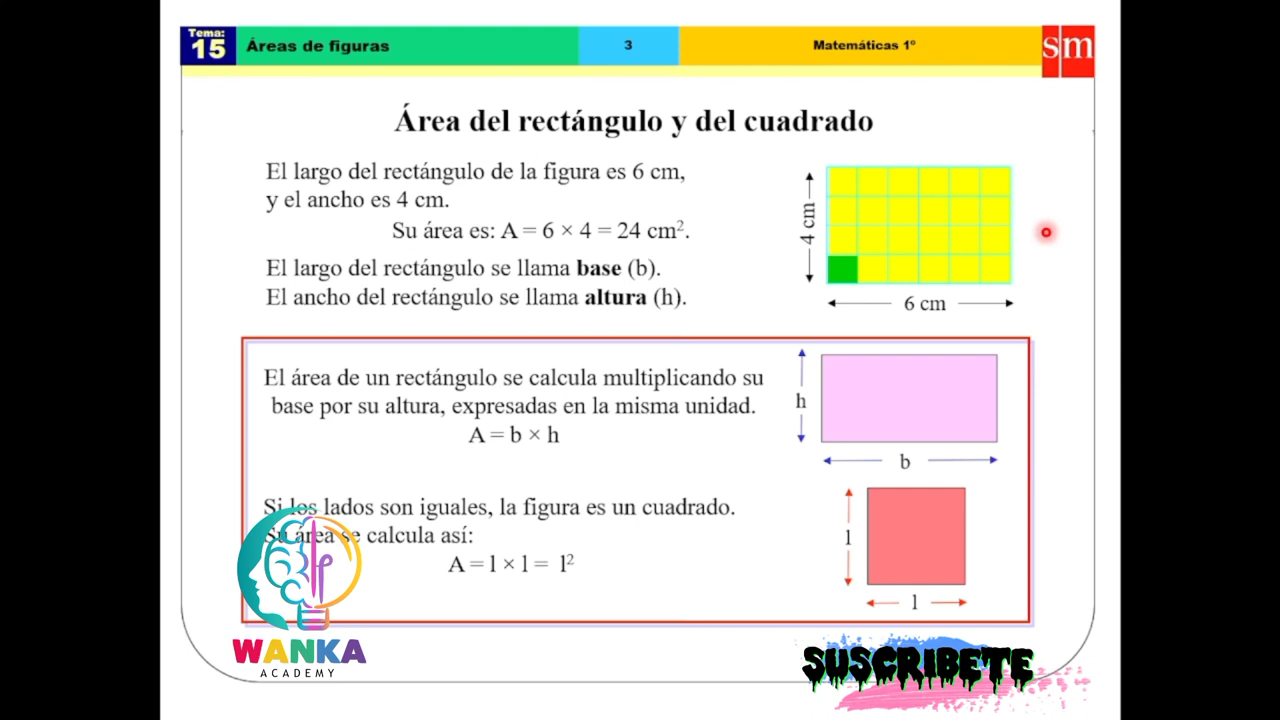 Tema:
15
Áreas de figuras
3
Matemáticas 1º
sm
Área del rectángulo y del cuadrado
El largo del rectángulo de la figura es 6 cm,
y el ancho es 4 cm.
Su área es: A = 6 × 4 = 24 cm².
El largo del rectángulo se llama base (b).
El ancho del rectángulo se llama altura (h).
4 cm
6 cm
El área de un rectángulo se calcula multiplicando su
base por su altura, expresadas en la misma unidad.
A = b × h
h
b
Si los lados son iguales, la figura es un cuadrado.
Su área se calcula así:
A = l × l = l²
l
l
WANKA
ACADEMY
SUSCRIBETE